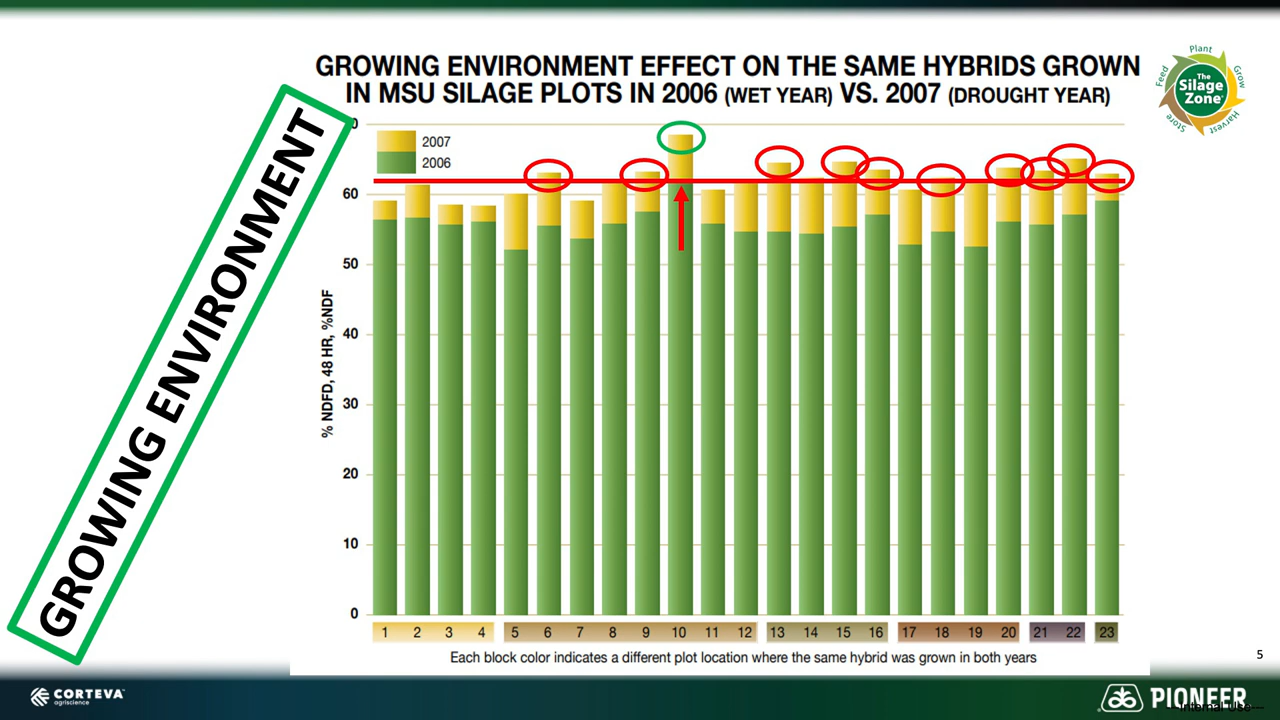 GROWING ENVIRONMENT EFFECT ON THE SAME HYBRIDS GROWN
IN MSU SILAGE PLOTS IN 2006 (WET YEAR) VS. 2007 (DROUGHT YEAR)
Plant
Grow
Harvest
Store
Feed
The
Silage
Zone®
GROWING ENVIRONMENT
2007
2006
0
60
50
40
30
20
10
0
% NDFD, 48 HR, %NDF
1 2 3 4 5 6 7 8 9 10 11 12 13 14 15 16 17 18 19 20 21 22 23
Each block color indicates a different plot location where the same hybrid was grown in both years
5
CORTEVA™
agriscience
PIONEER
---Internal Use---